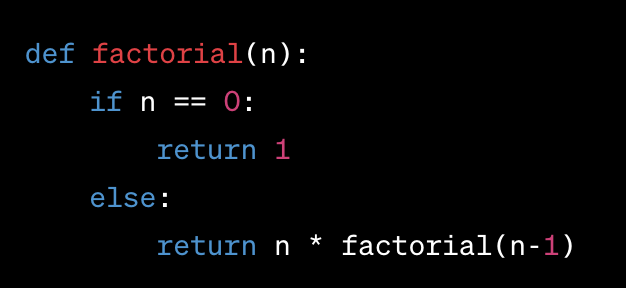 def factorial(n):
    if n == 0:
        return 1
    else:
        return n * factorial(n-1)